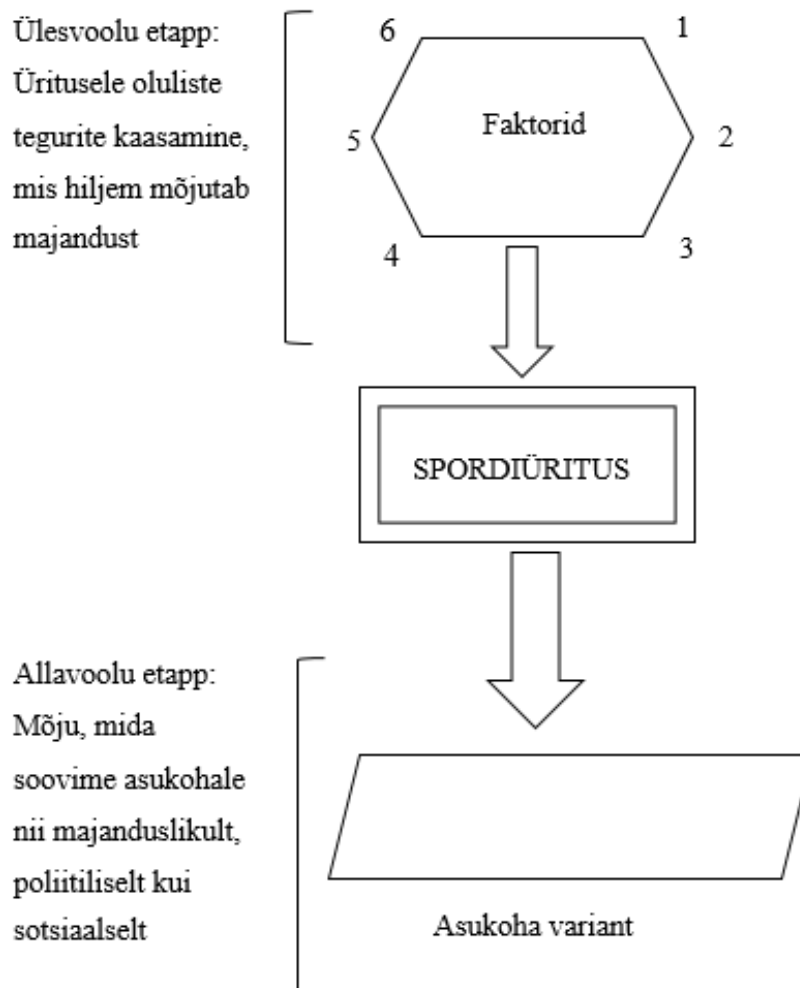 Ülesvoolu etapp:
Üritusele oluliste
tegurite kaasamine,
mis hiljem mõjutab
majandust
6
1
Faktorid
5
2
4
3
SPORDIÜRITUS
Allavoolu etapp:
Mõju, mida
soovime asukohale
nii majanduslikult,
poliitiliselt kui
sotsiaalselt
Asukoha variant